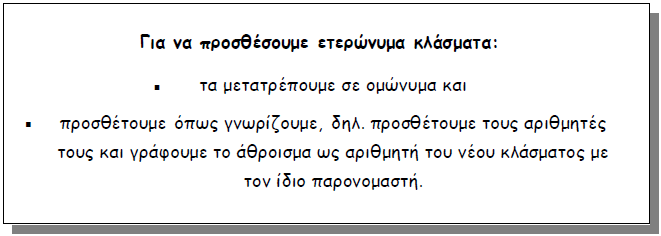 Για να προσθέσουμε ετερώνυμα κλάσματα:
▪ τα μετατρέπουμε σε ομώνυμα και
▪ προσθέτουμε όπως γνωρίζουμε, δηλ. προσθέτουμε τους αριθμητές
τους και γράφουμε το άθροισμα ως αριθμητή του νέου κλάσματος με
τον ίδιο παρονομαστή.